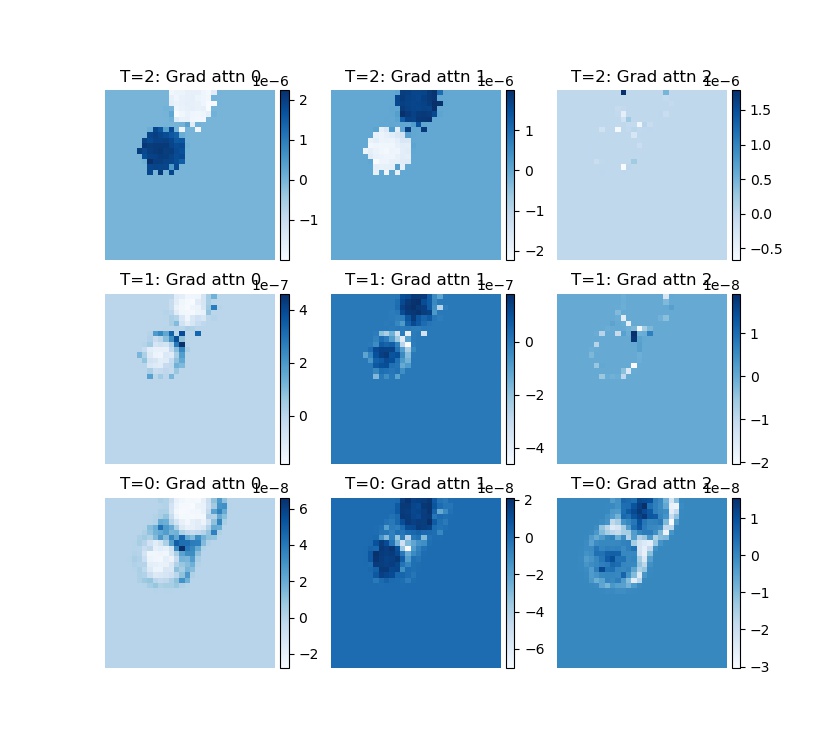 T=2: Grad attn 0
1e−6
2
1
0
−1
T=2: Grad attn 1
1e−6
1
0
−1
−2
T=2: Grad attn 2
1e−6
1.5
1.0
0.5
0.0
−0.5
T=1: Grad attn 0
1e−7
4
2
0
T=1: Grad attn 1
1e−7
0
−2
−4
T=1: Grad attn 2
1e−8
1
0
−1
−2
T=0: Grad attn 0
1e−8
6
4
2
0
−2
T=0: Grad attn 1
1e−8
2
0
−2
−4
−6
T=0: Grad attn 2
1e−8
1
0
−1
−2
−3